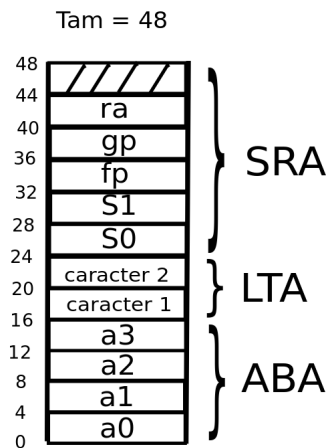 Tam = 48
48
44
ra
40
gp
36
fp
32
S1
28
S0
24
caracter 2
20
caracter 1
16
a3
12
a2
8
a1
4
a0
0
SRA
LTA
ABA